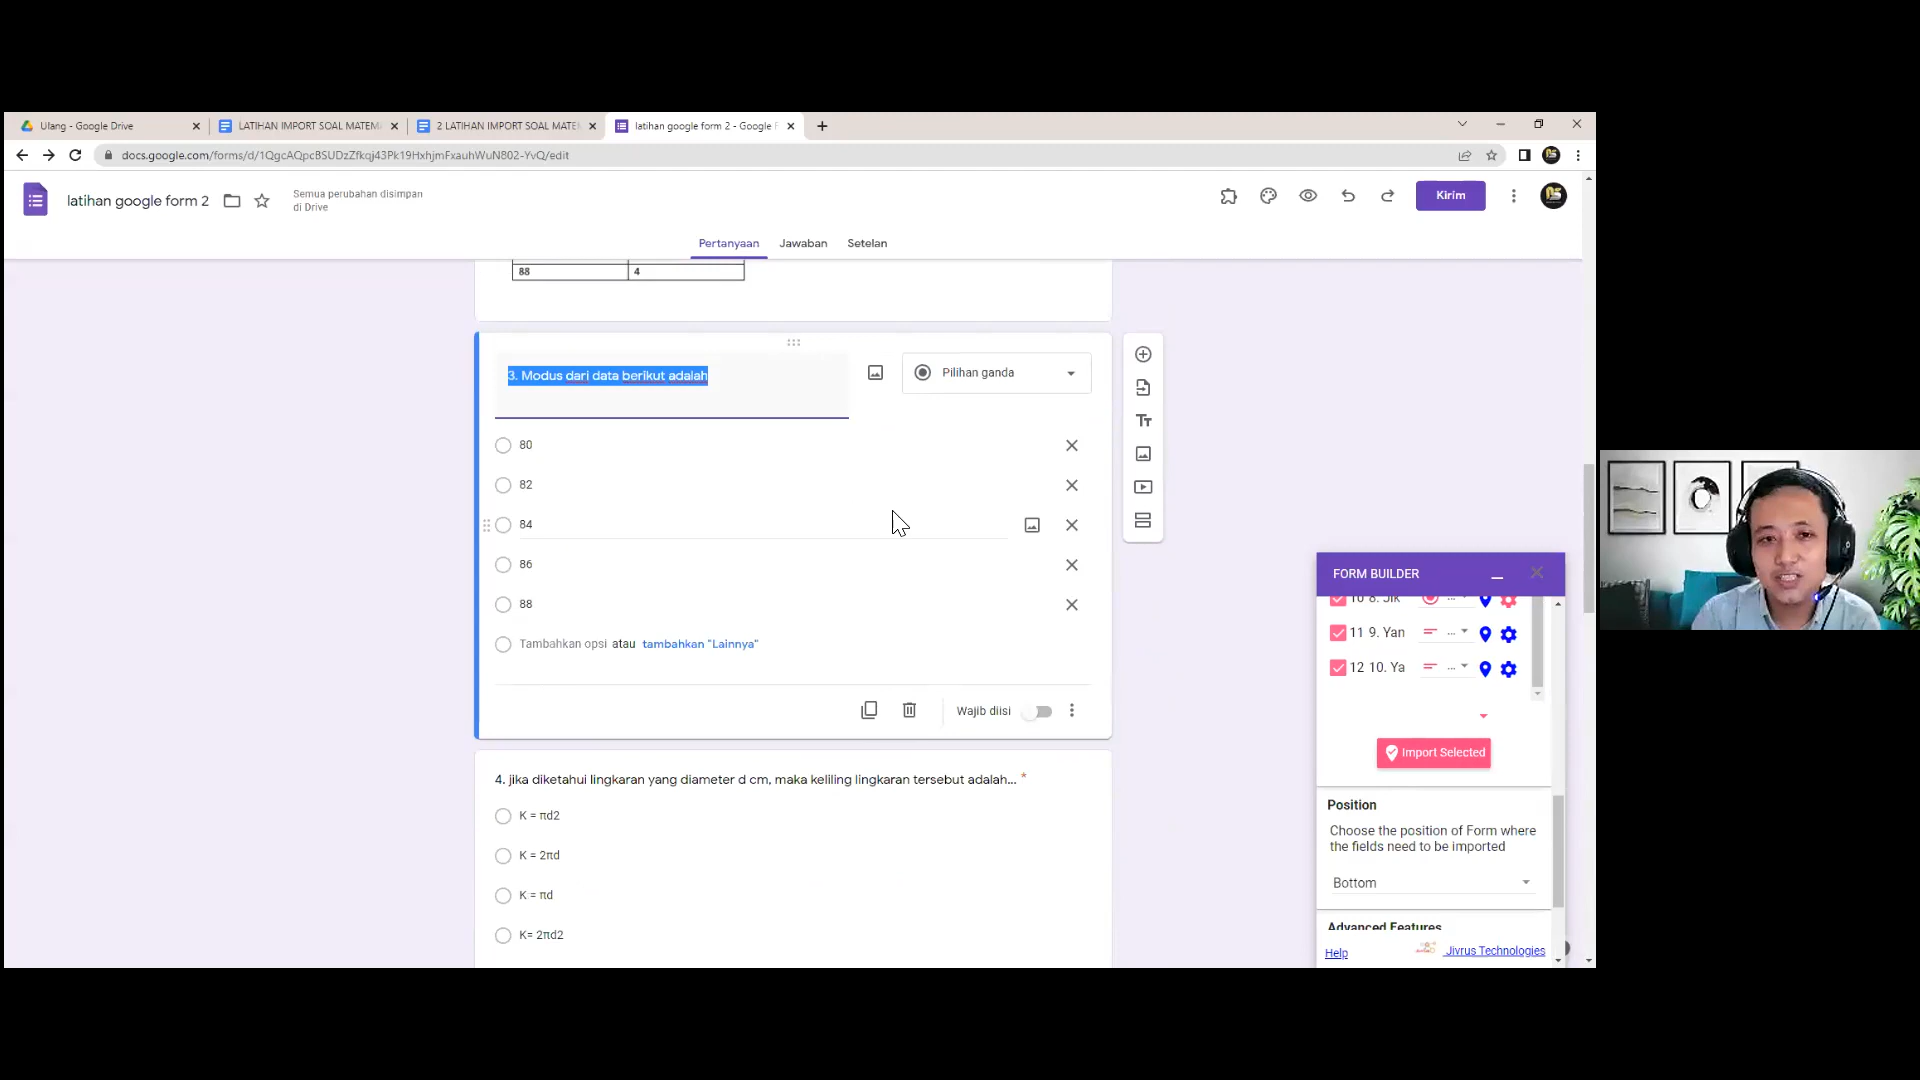 Ulang - Google Drive
LATIHAN IMPORT SOAL MATEM
2 LATIHAN IMPORT SOAL MATE
latihan google form 2 - Google F
docs.google.com/forms/d/1QgcAQpcBSUDzZfkqj43Pk19HxhjmFxauhWuN802-YvQ/edit
latihan google form 2
Semua perubahan disimpan
di Drive
Kirim
Pertanyaan Jawaban Setelan
88 4
3. Modus dari data berikut adalah
Pilihan ganda
80
82
84
86
88
Tambahkan opsi atau tambahkan "Lainnya"
Wajib diisi
4. jika diketahui lingkaran yang diameter d cm, maka keliling lingkaran tersebut adalah... *
K = πd2
K = 2πd
K = πd
K= 2πd2
FORM BUILDER
10 8. Jik ...
11 9. Yan ...
12 10. Ya ...
Import Selected
Position
Choose the position of Form where
the fields need to be imported
Bottom
Advanced Features
Help
Jivrus Technologies